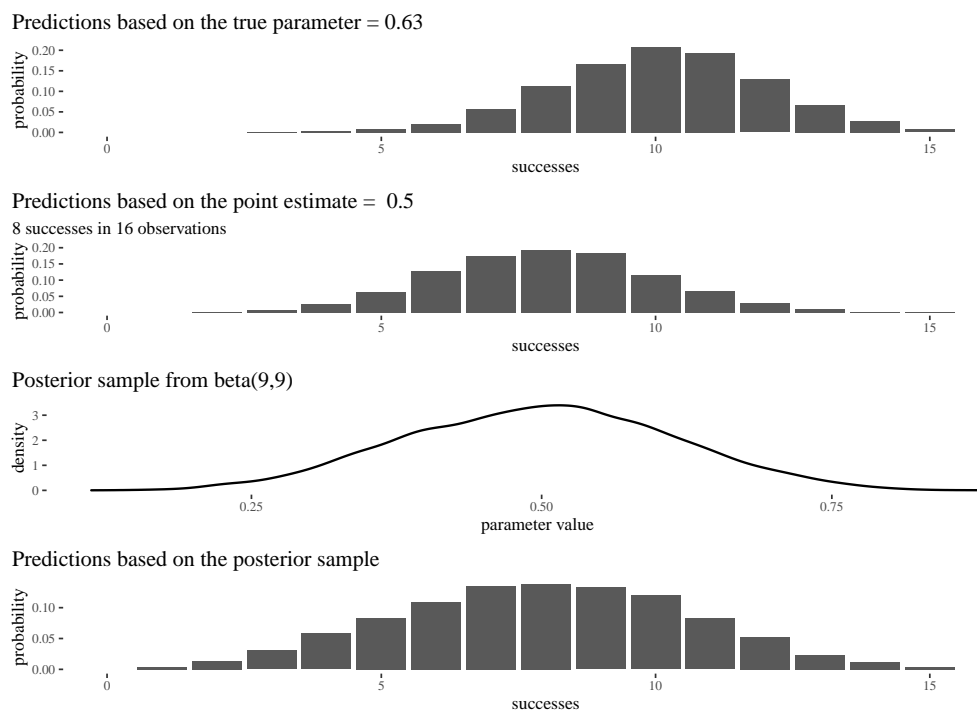 Predictions based on the true parameter = 0.63
probability
0.20
0.15
0.10
0.05
0.00
0
5
10
15
successes
Predictions based on the point estimate =  0.5
8 successes in 16 observations
probability
0.20
0.15
0.10
0.05
0.00
0
5
10
15
successes
Posterior sample from beta(9,9)
density
3
2
1
0
0.25
0.50
0.75
parameter value
Predictions based on the posterior sample
probability
0.10
0.05
0.00
0
5
10
15
successes